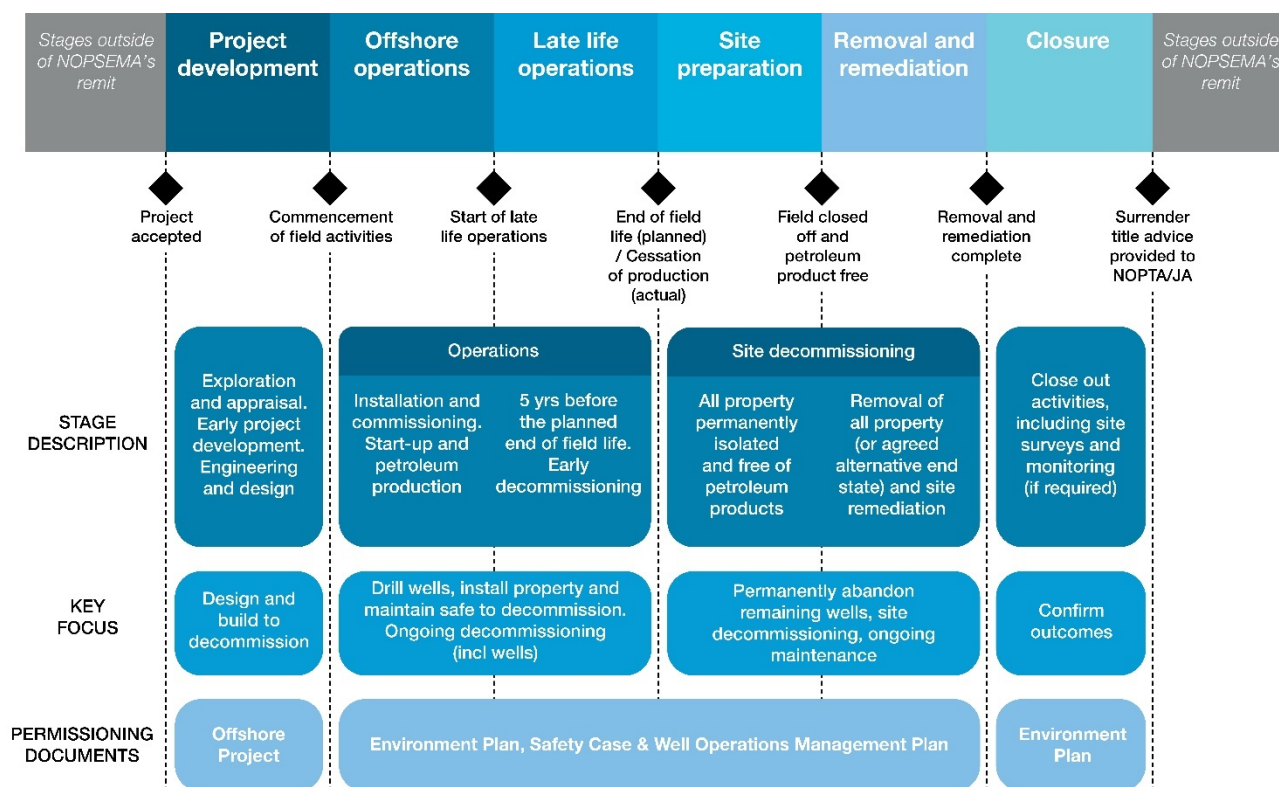 Stages outside
of NOPSEMA's
remit
Project
development
Offshore
operations
Late life
operations
Site
preparation
Removal and
remediation
Closure
Stages outside
of NOPSEMA's
remit
Project
accepted
Commencement
of field activities
Start of late
life operations
End of field
life (planned)
/ Cessation
of production
(actual)
Field closed
off and
petroleum
product free
Removal and
remediation
complete
Surrender
title advice
provided to
NOPTA/JA
STAGE
DESCRIPTION
Exploration
and appraisal.
Early project
development.
Engineering
and design
Operations
Installation and
commissioning.
Start-up and
petroleum
production
5 yrs before
the planned
end of field life.
Early
decommissioning
Site decommissioning
All property
permanently
isolated
and free of
petroleum
products
Removal of
all property
(or agreed
alternative end
state) and site
remediation
Close out
activities,
including site
surveys and
monitoring
(if required)
KEY
FOCUS
Design and
build to
decommission
Drill wells, install property and
maintain safe to decommission.
Ongoing decommissioning
(incl wells)
Permanently abandon
remaining wells, site
decommissioning, ongoing
maintenance
Confirm
outcomes
PERMISSIONING
DOCUMENTS
Offshore
Project
Environment Plan, Safety Case & Well Operations Management Plan
Environment
Plan